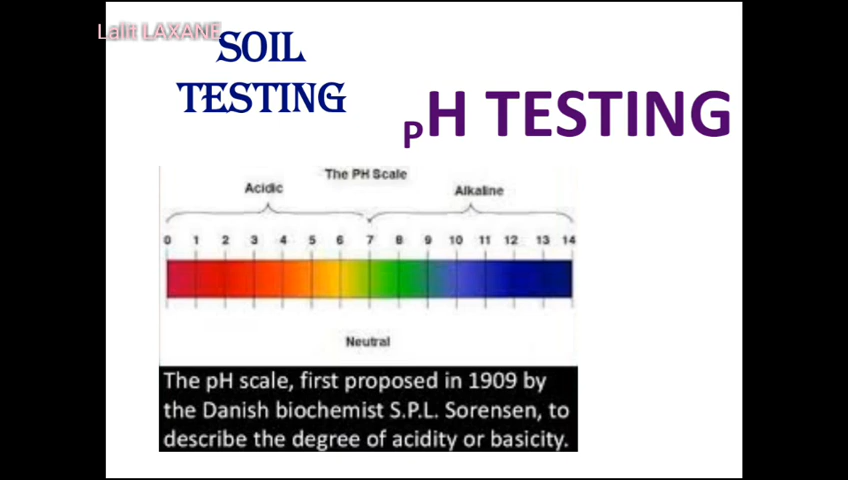 Lalit LAXANE
SOIL
TESTING
pH TESTING
The PH Scale
Acidic
Alkaline
0 1 2 3 4 5 6 7 8 9 10 11 12 13 14
Neutral
The pH scale, first proposed in 1909 by
the Danish biochemist S.P.L. Sorensen, to
describe the degree of acidity or basicity.